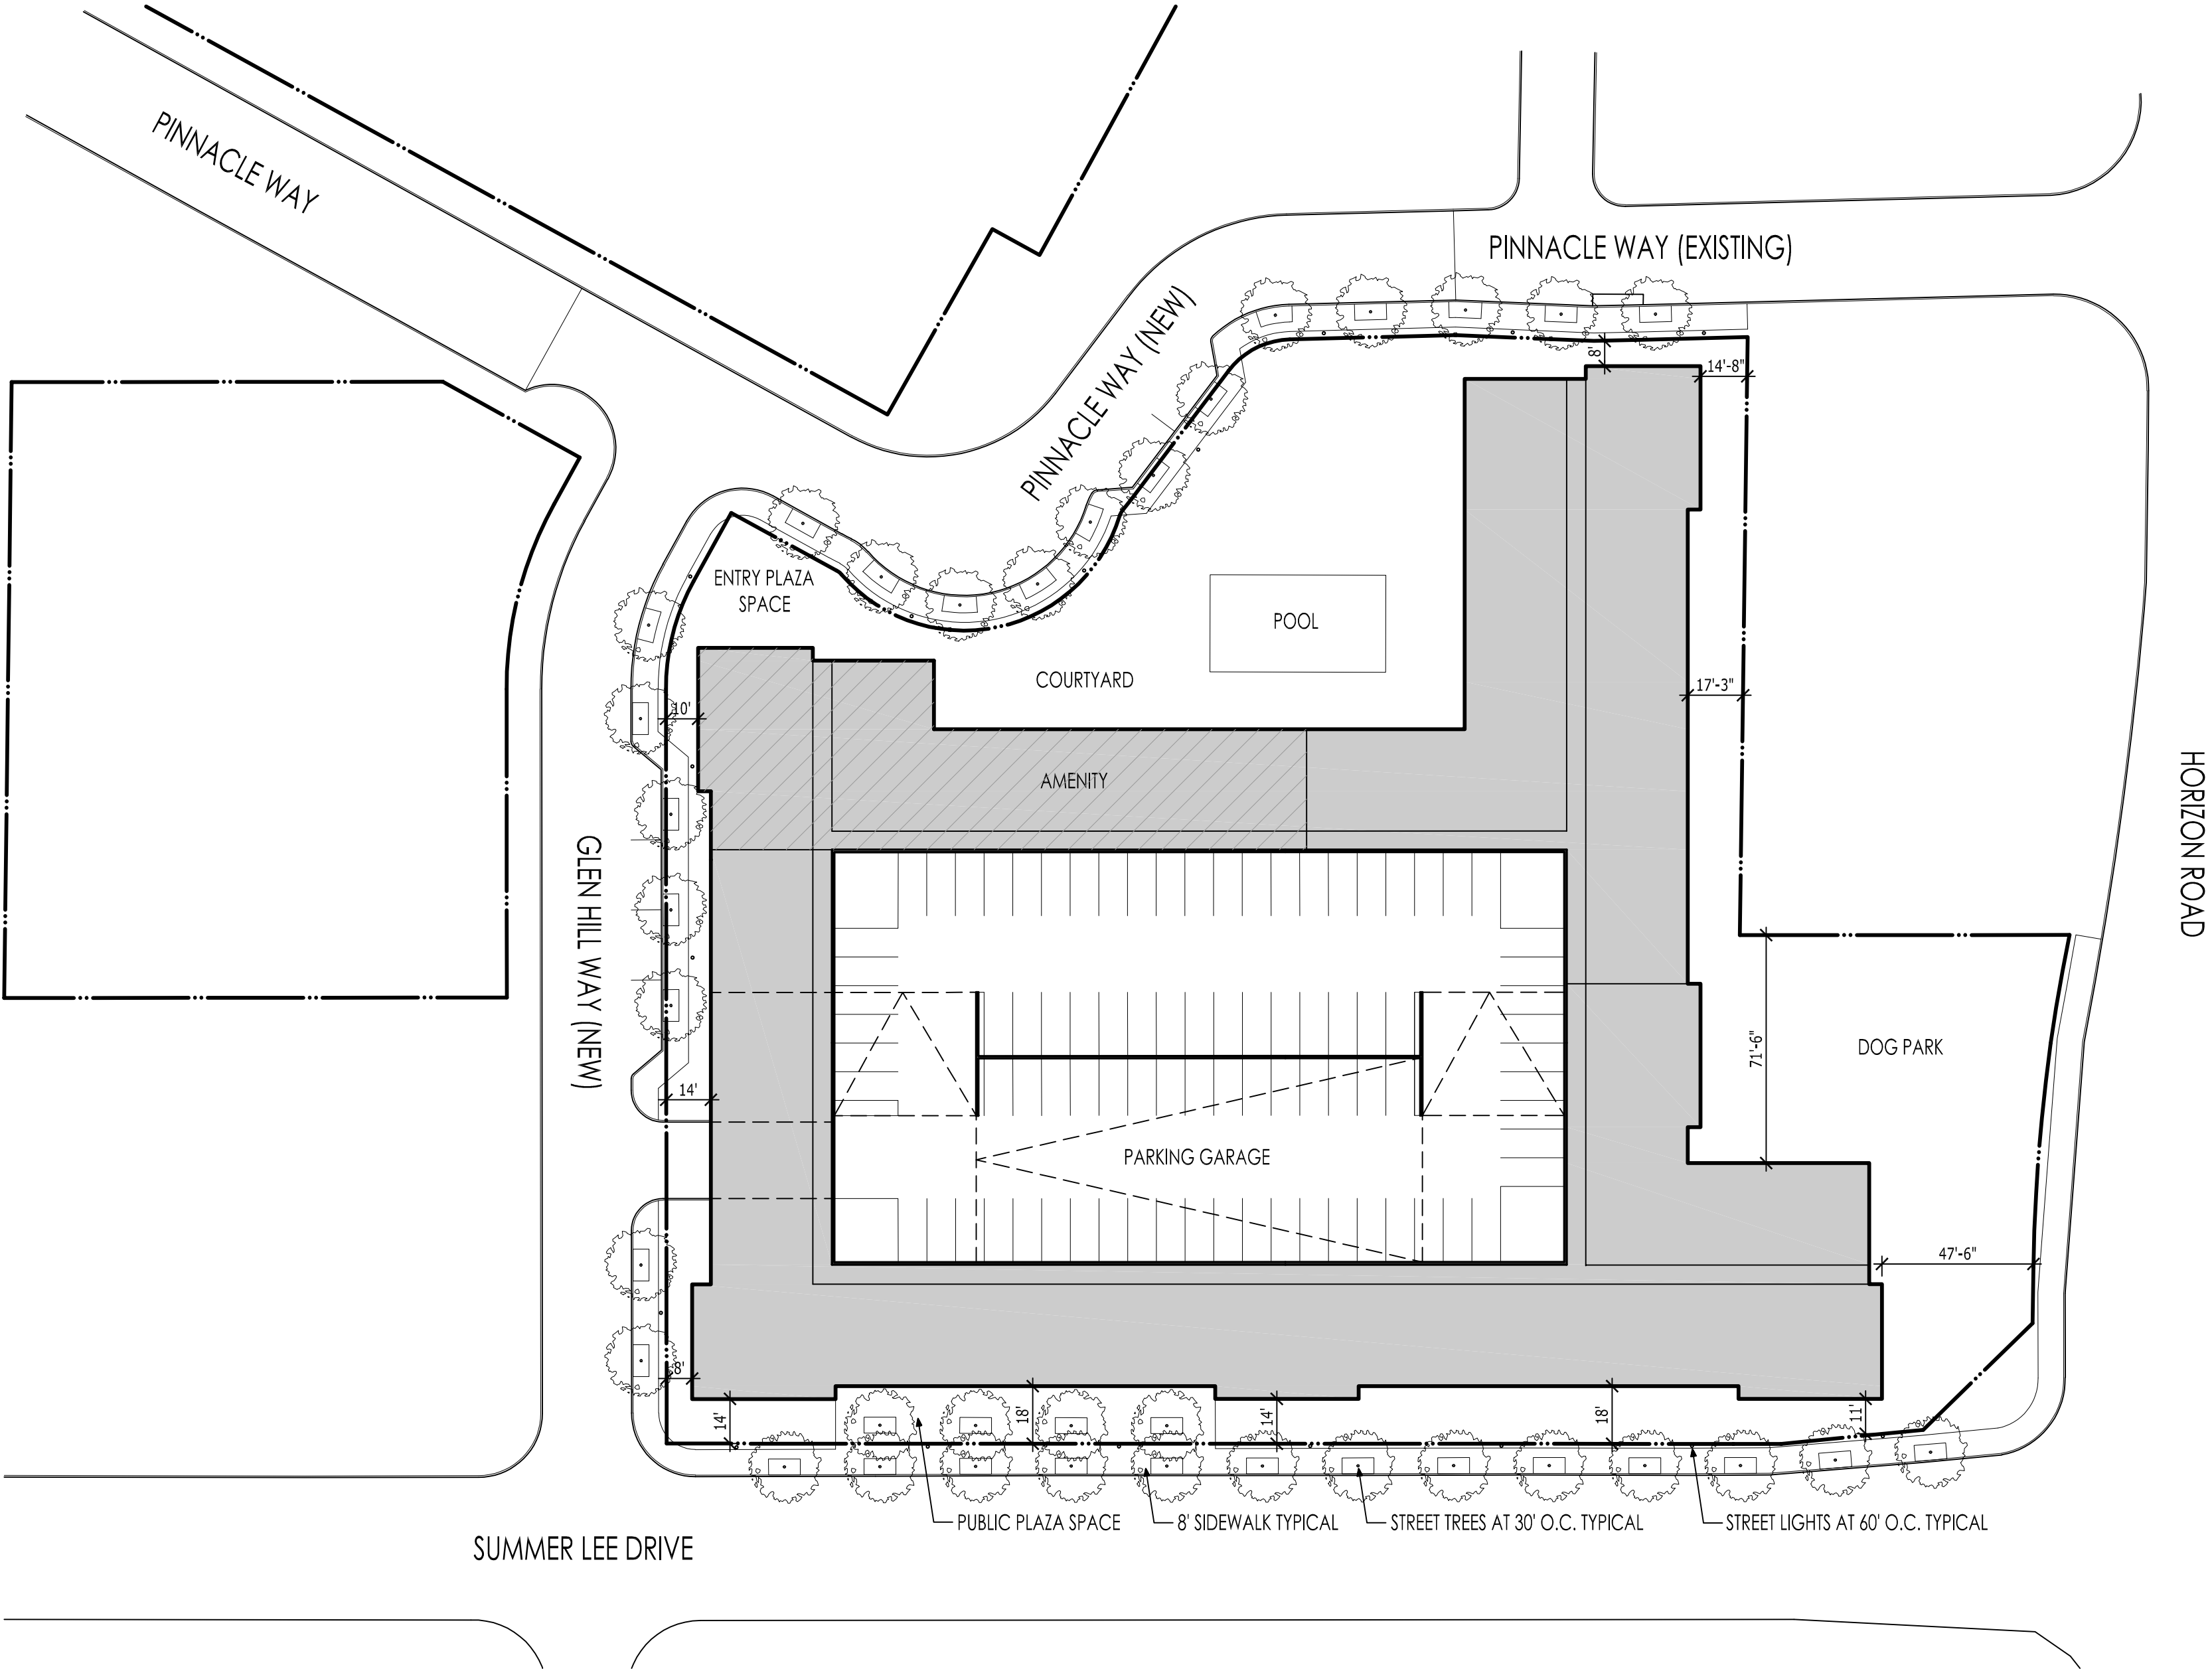 PINNACLE WAY
PINNACLE WAY (EXISTING)
PINNACLE WAY (NEW)
8'
14'-8"
ENTRY PLAZA
SPACE
POOL
COURTYARD
17'-3"
10'
AMENITY
HORIZON ROAD
GLEN HILL WAY (NEW)
71'-6"
DOG PARK
14'
PARKING GARAGE
47'-6"
8'
14'
18'
14'
18'
11'
PUBLIC PLAZA SPACE
8' SIDEWALK TYPICAL
STREET TREES AT 30' O.C. TYPICAL
STREET LIGHTS AT 60' O.C. TYPICAL
SUMMER LEE DRIVE